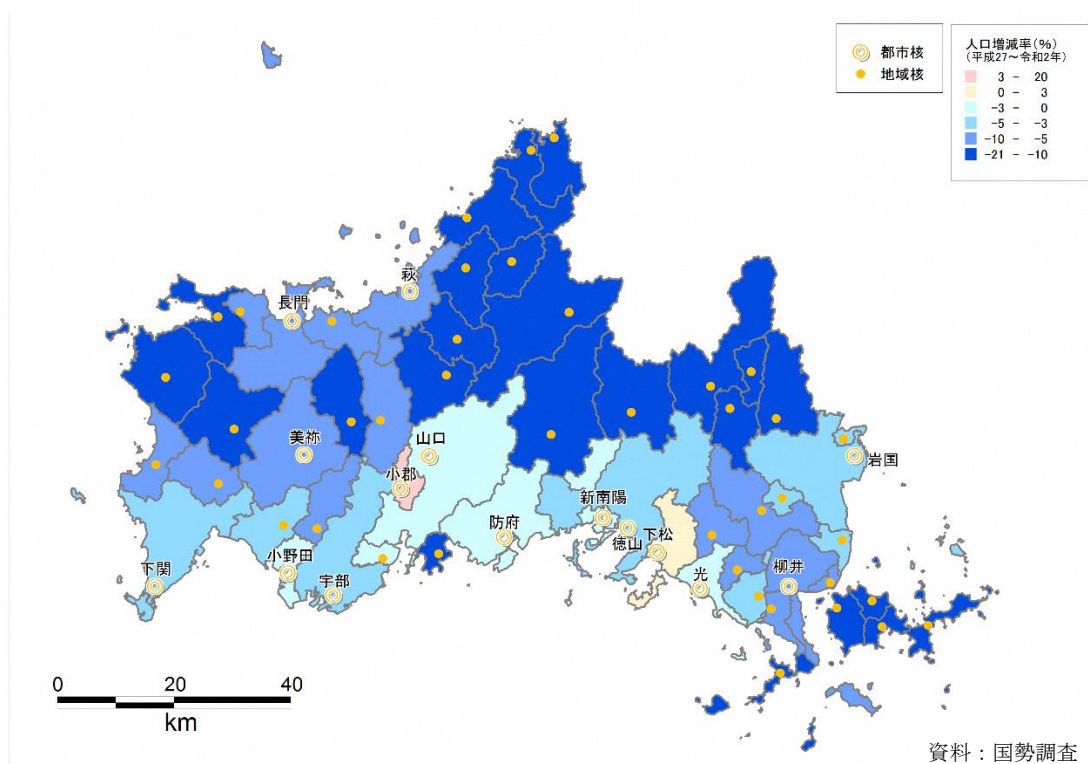 都市核
地域核
人口増減率(%)
(平成27~令和2年)
3 - 20
0 - 3
-3 - 0
-5 - -3
-10 - -5
-21 - -10
萩
長門
美祢
山口
小郡
岩国
新南陽
防府
徳山
下松
小野田
下関
宇部
光
柳井
0 20 40
km
資料:国勢調査